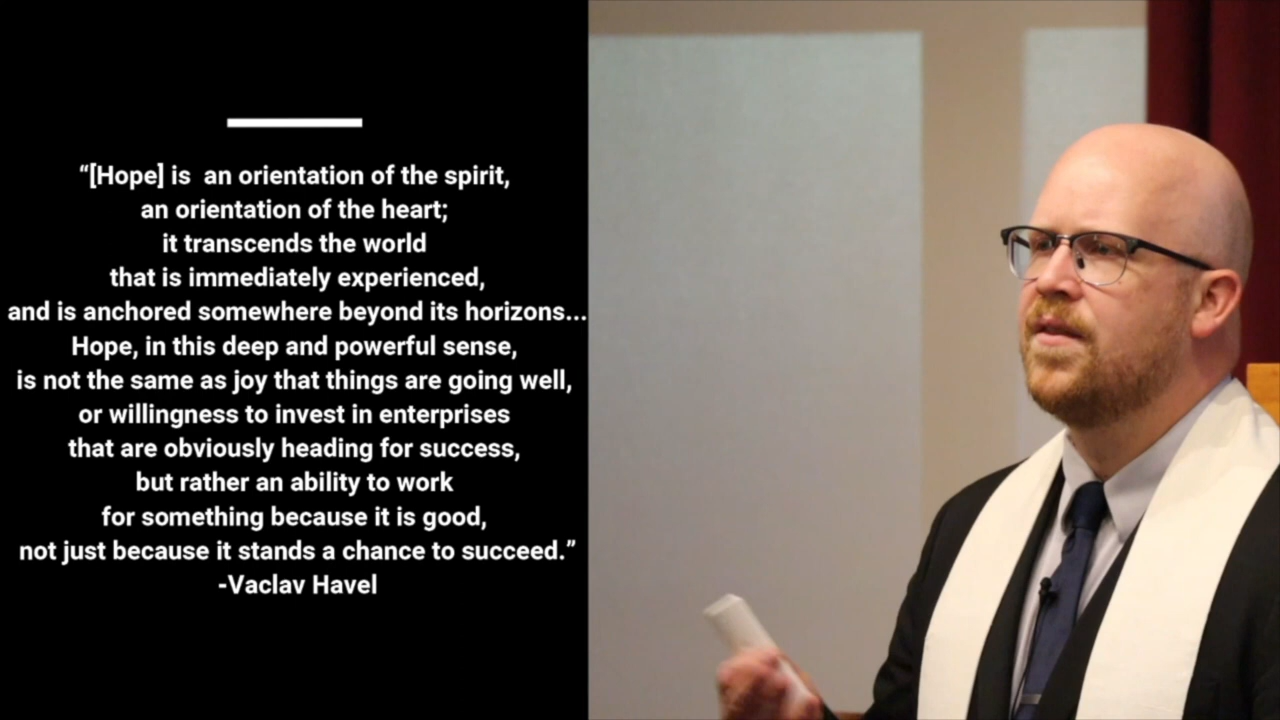 “[Hope] is  an orientation of the spirit,
an orientation of the heart;
it transcends the world
that is immediately experienced,
and is anchored somewhere beyond its horizons...
Hope, in this deep and powerful sense,
is not the same as joy that things are going well,
or willingness to invest in enterprises
that are obviously heading for success,
but rather an ability to work
for something because it is good,
not just because it stands a chance to succeed.”
-Vaclav Havel